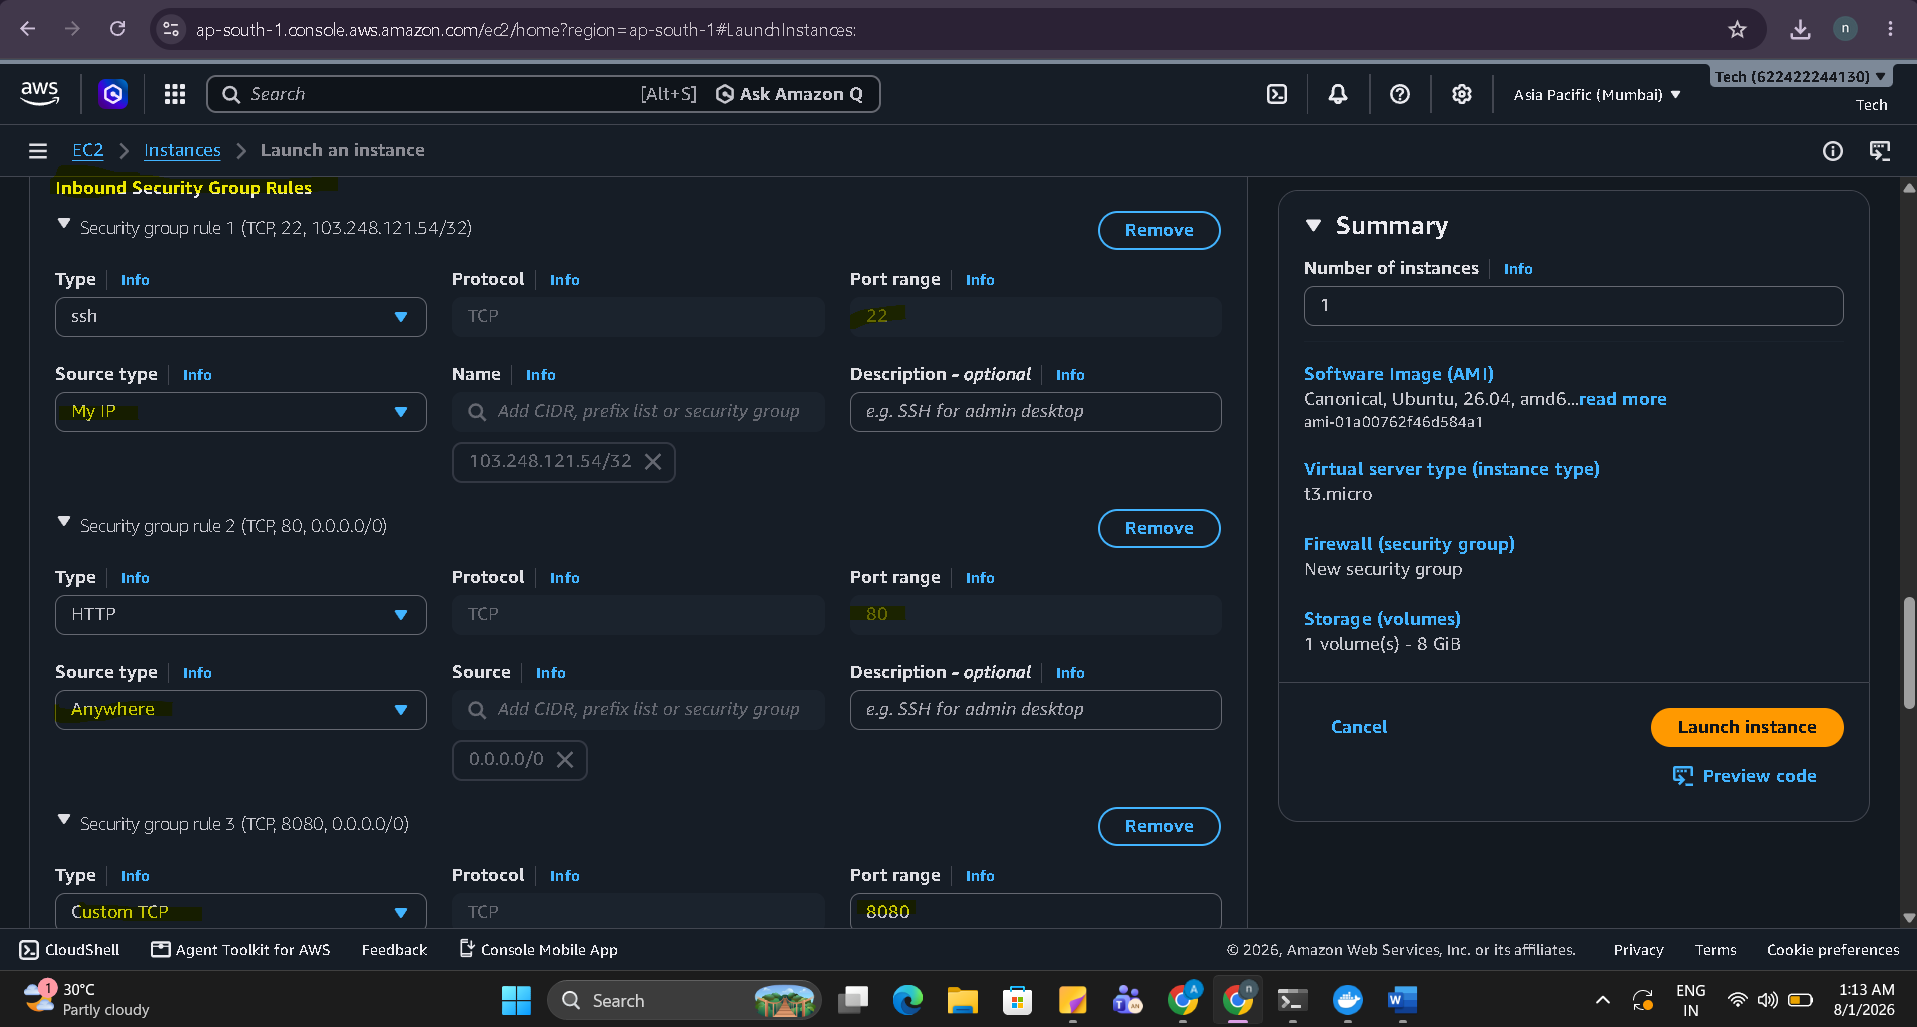 ap-south-1.console.aws.amazon.com/ec2/home?region=ap-south-1#LaunchInstances:
n
aws
Search
[Alt+S]
Ask Amazon Q
Asia Pacific (Mumbai)
Tech (622422244130)
Tech
EC2
Instances
Launch an instance
Inbound Security Group Rules
Security group rule 1 (TCP, 22, 103.248.121.54/32)
Remove
Type Info
Protocol Info
Port range Info
ssh
TCP
22
Source type Info
Name Info
Description - optional Info
My IP
Add CIDR, prefix list or security group
e.g. SSH for admin desktop
103.248.121.54/32
Security group rule 2 (TCP, 80, 0.0.0.0/0)
Remove
Type Info
Protocol Info
Port range Info
HTTP
TCP
80
Source type Info
Source Info
Description - optional Info
Anywhere
Add CIDR, prefix list or security group
e.g. SSH for admin desktop
0.0.0.0/0
Security group rule 3 (TCP, 8080, 0.0.0.0/0)
Remove
Type Info
Protocol Info
Port range Info
Custom TCP
TCP
8080
Summary
Number of instances Info
1
Software Image (AMI)
Canonical, Ubuntu, 26.04, amd6...read more
ami-01a00762f46d584a1
Virtual server type (instance type)
t3.micro
Firewall (security group)
New security group
Storage (volumes)
1 volume(s) - 8 GiB
Cancel
Launch instance
Preview code
CloudShell
Agent Toolkit for AWS
Feedback
Console Mobile App
© 2026, Amazon Web Services, Inc. or its affiliates.
Privacy
Terms
Cookie preferences
1
30°C
Partly cloudy
Search
A
n
W
ENG
IN
1:13 AM
8/1/2026